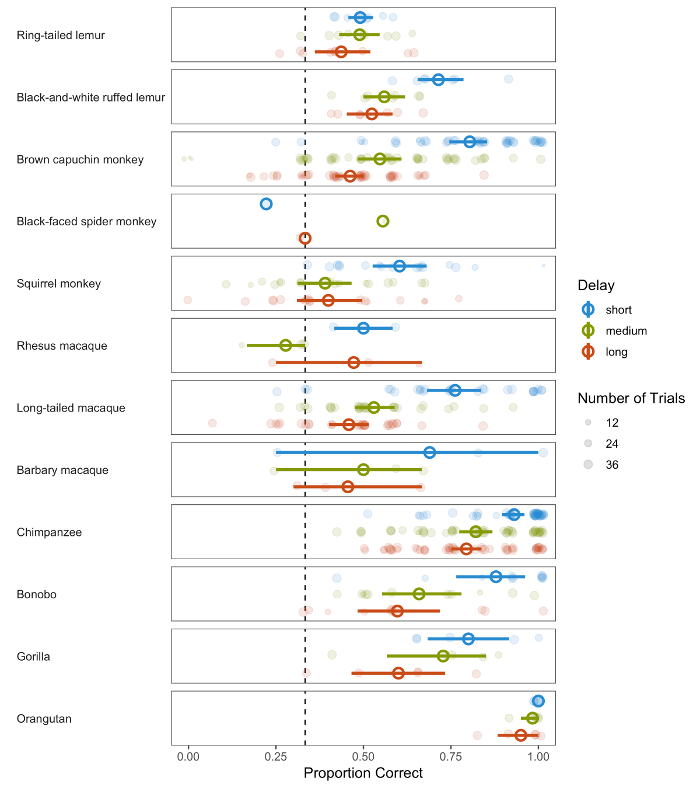 Ring-tailed lemur
Black-and-white ruffed lemur
Brown capuchin monkey
Black-faced spider monkey
Squirrel monkey
Rhesus macaque
Long-tailed macaque
Barbary macaque
Chimpanzee
Bonobo
Gorilla
Orangutan
0.00 0.25 0.50 0.75 1.00
Proportion Correct
Delay
short
medium
long
Number of Trials
12
24
36